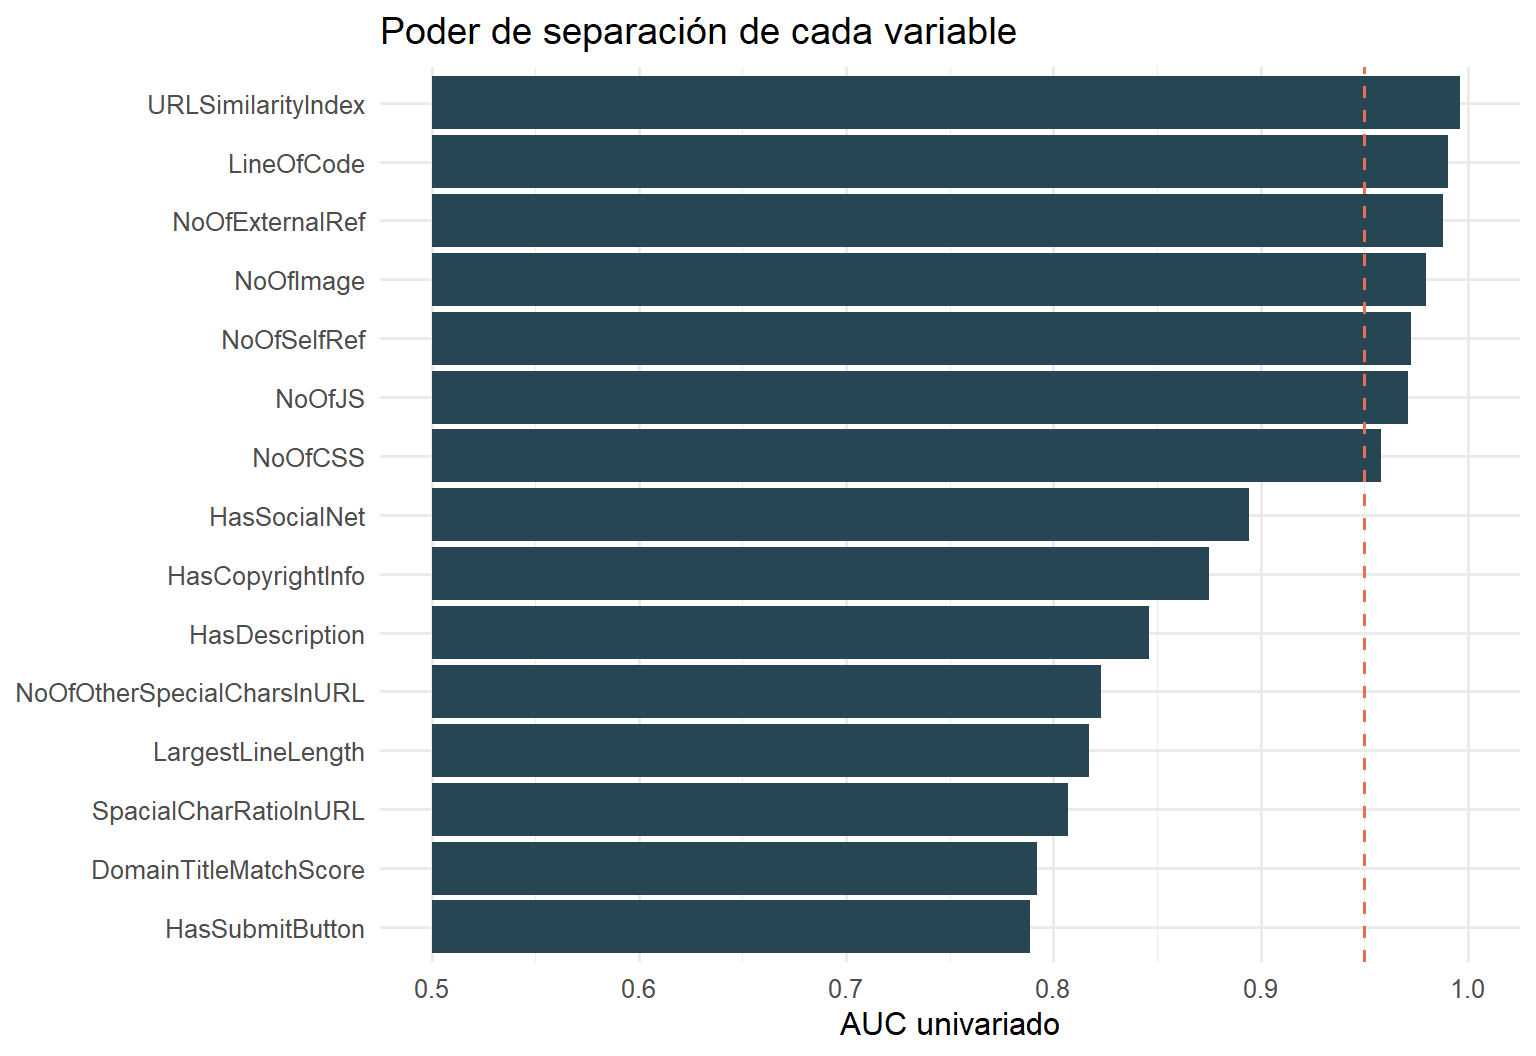 Poder de separación de cada variable
URLSimilarityIndex
LineOfCode
NoOfExternalRef
NoOfImage
NoOfSelfRef
NoOfJS
NoOfCSS
HasSocialNet
HasCopyrightInfo
HasDescription
NoOfOtherSpecialCharsInURL
LargestLineLength
SpacialCharRatioInURL
DomainTitleMatchScore
HasSubmitButton
0.5 0.6 0.7 0.8 0.9 1.0
AUC univariado